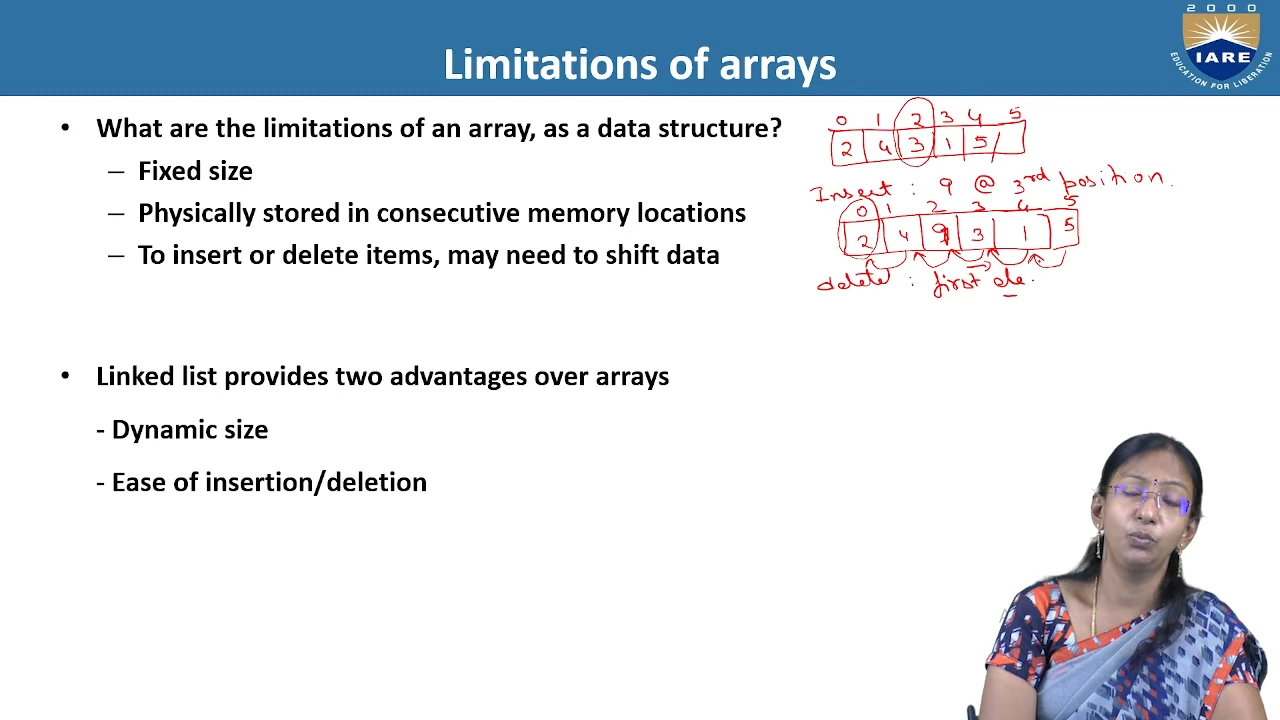 2000
IARE
EDUCATION FOR LIBERATION
Limitations of arrays
• What are the limitations of an array, as a data structure?
– Fixed size
– Physically stored in consecutive memory locations
– To insert or delete items, may need to shift data
0 1 2 3 4 5
2 4 3 1 5
Insert : 9 @ 3rd position.
0 1 2 3 4 5
2 4 9 3 1 5
delete : first ele.
• Linked list provides two advantages over arrays
- Dynamic size
- Ease of insertion/deletion